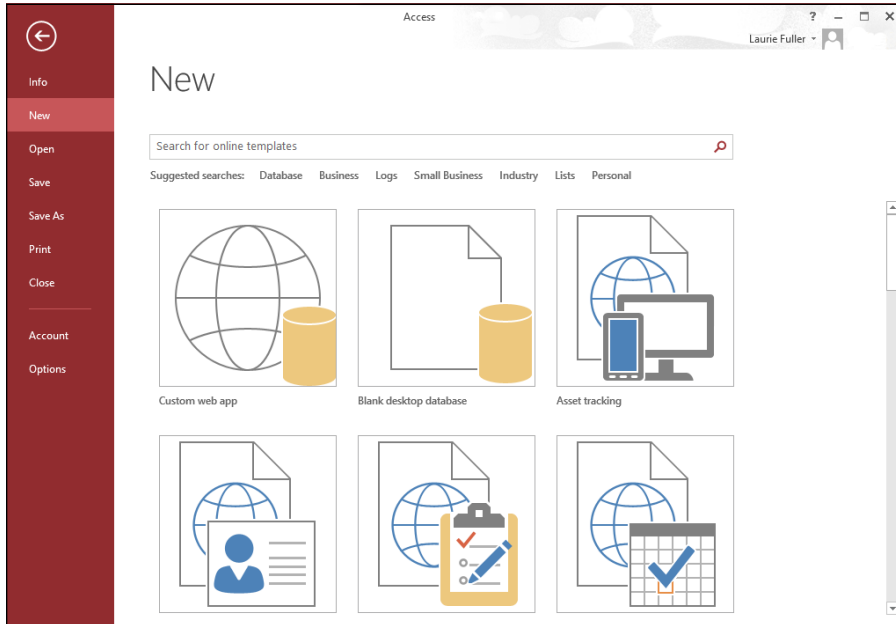 Access
?
Laurie Fuller
Info
New
Open
Save
Save As
Print
Close
Account
Options
New
Search for online templates
Suggested searches: Database Business Logs Small Business Industry Lists Personal
Custom web app Blank desktop database Asset tracking